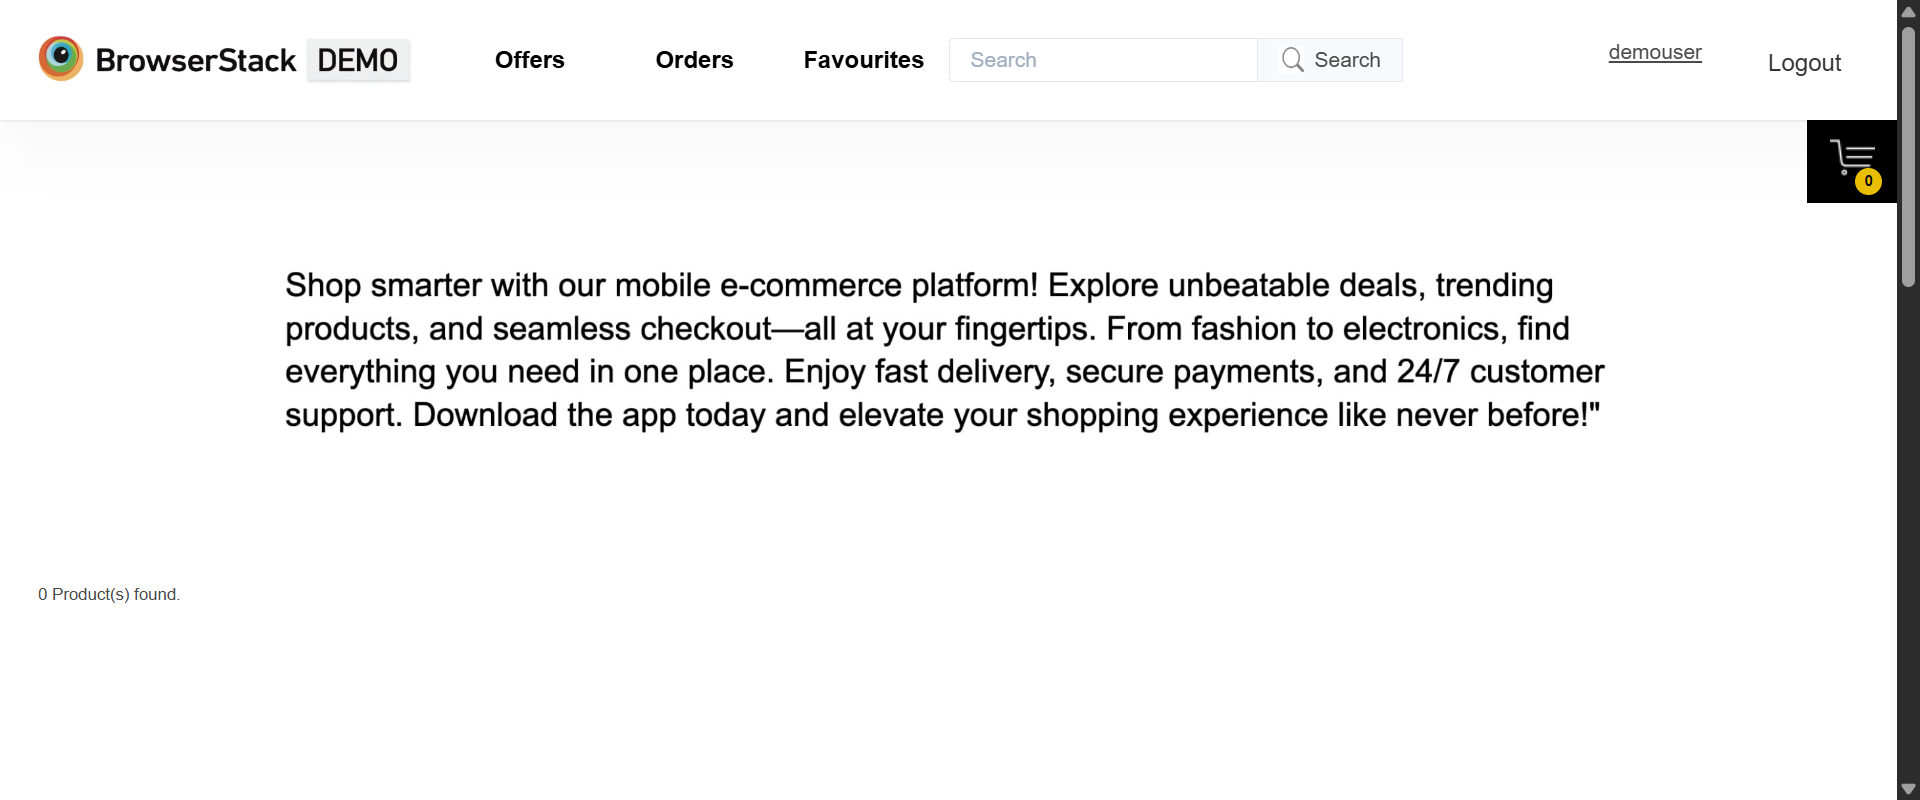 BrowserStack DEMO
Offers
Orders
Favourites
Search
Search
demouser
Logout
0
Shop smarter with our mobile e-commerce platform! Explore unbeatable deals, trending
products, and seamless checkout—all at your fingertips. From fashion to electronics, find
everything you need in one place. Enjoy fast delivery, secure payments, and 24/7 customer
support. Download the app today and elevate your shopping experience like never before!"
0 Product(s) found.